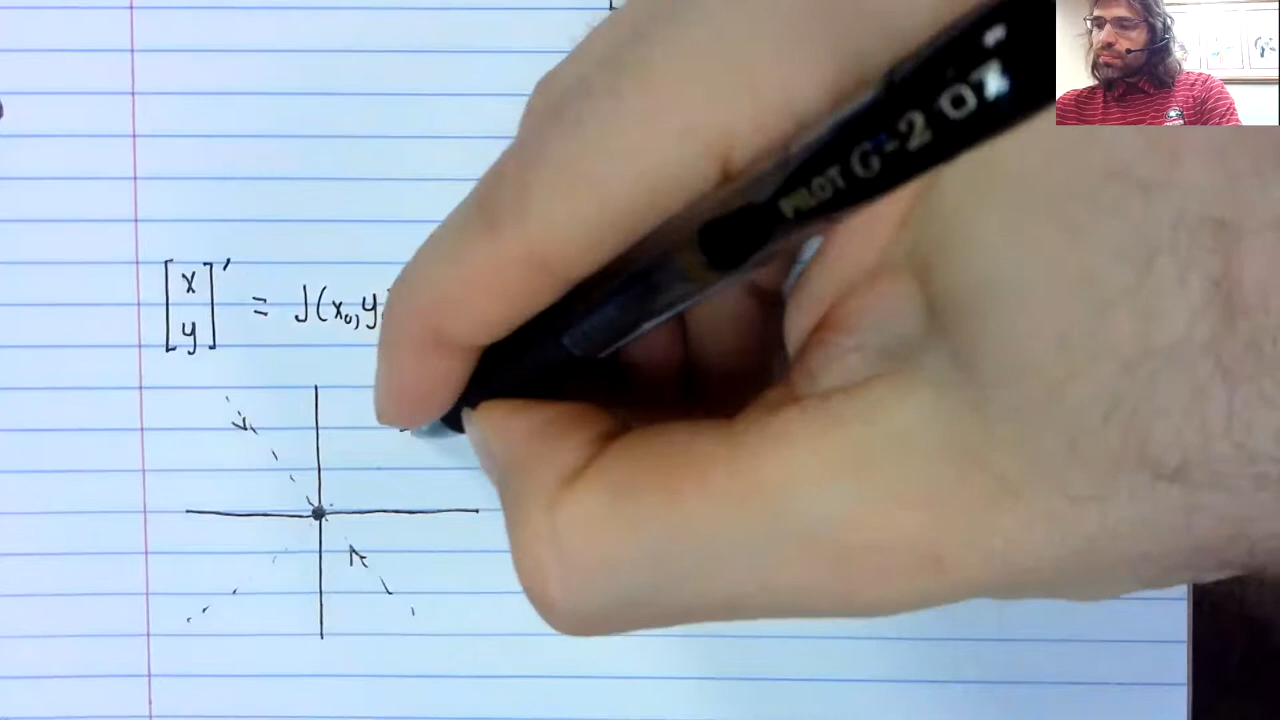 [x y]' = J(x₀, y
PILOT G-2 07